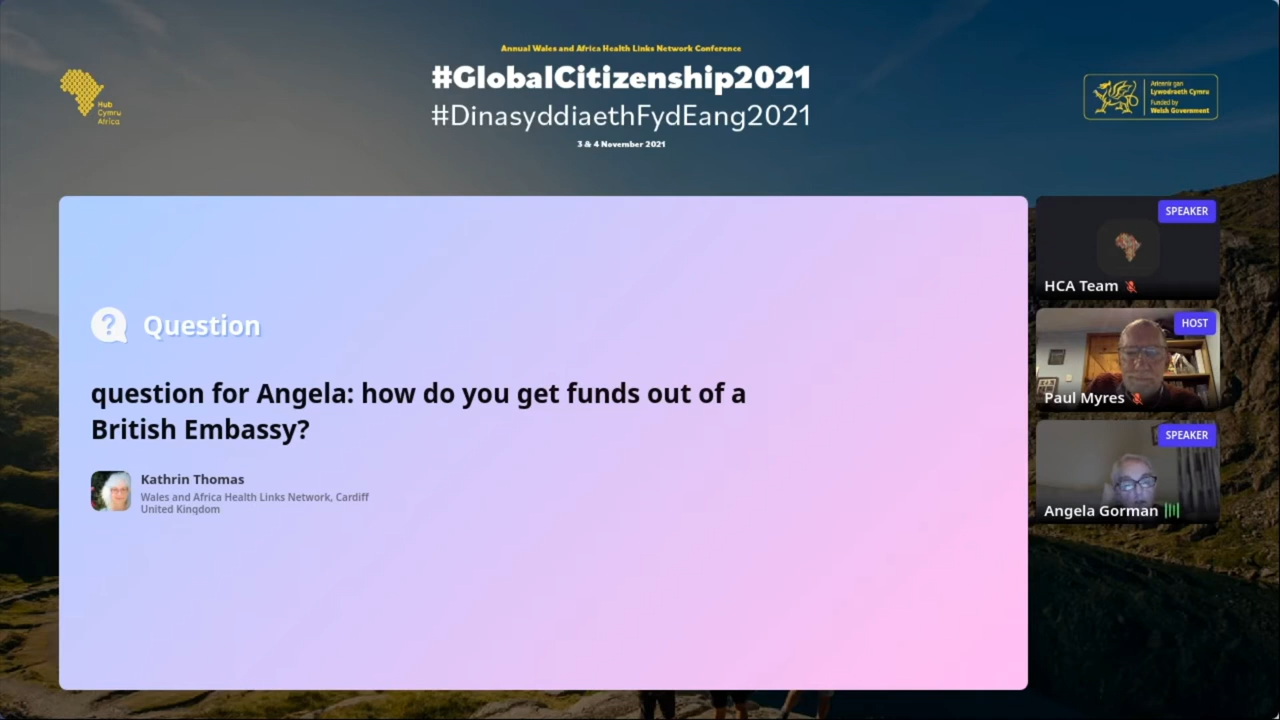 Annual Wales and Africa Health Links Network Conference
#GlobalCitizenship2021
#DinasyddiaethFydEang2021
3 & 4 November 2021
Hub
Cymru
Africa
Ariennir gan
Lywodraeth Cymru
Funded by
Welsh Government
Question
question for Angela: how do you get funds out of a
British Embassy?
Kathrin Thomas
Wales and Africa Health Links Network, Cardiff
United Kingdom
SPEAKER
HCA Team
HOST
Paul Myres
SPEAKER
Angela Gorman